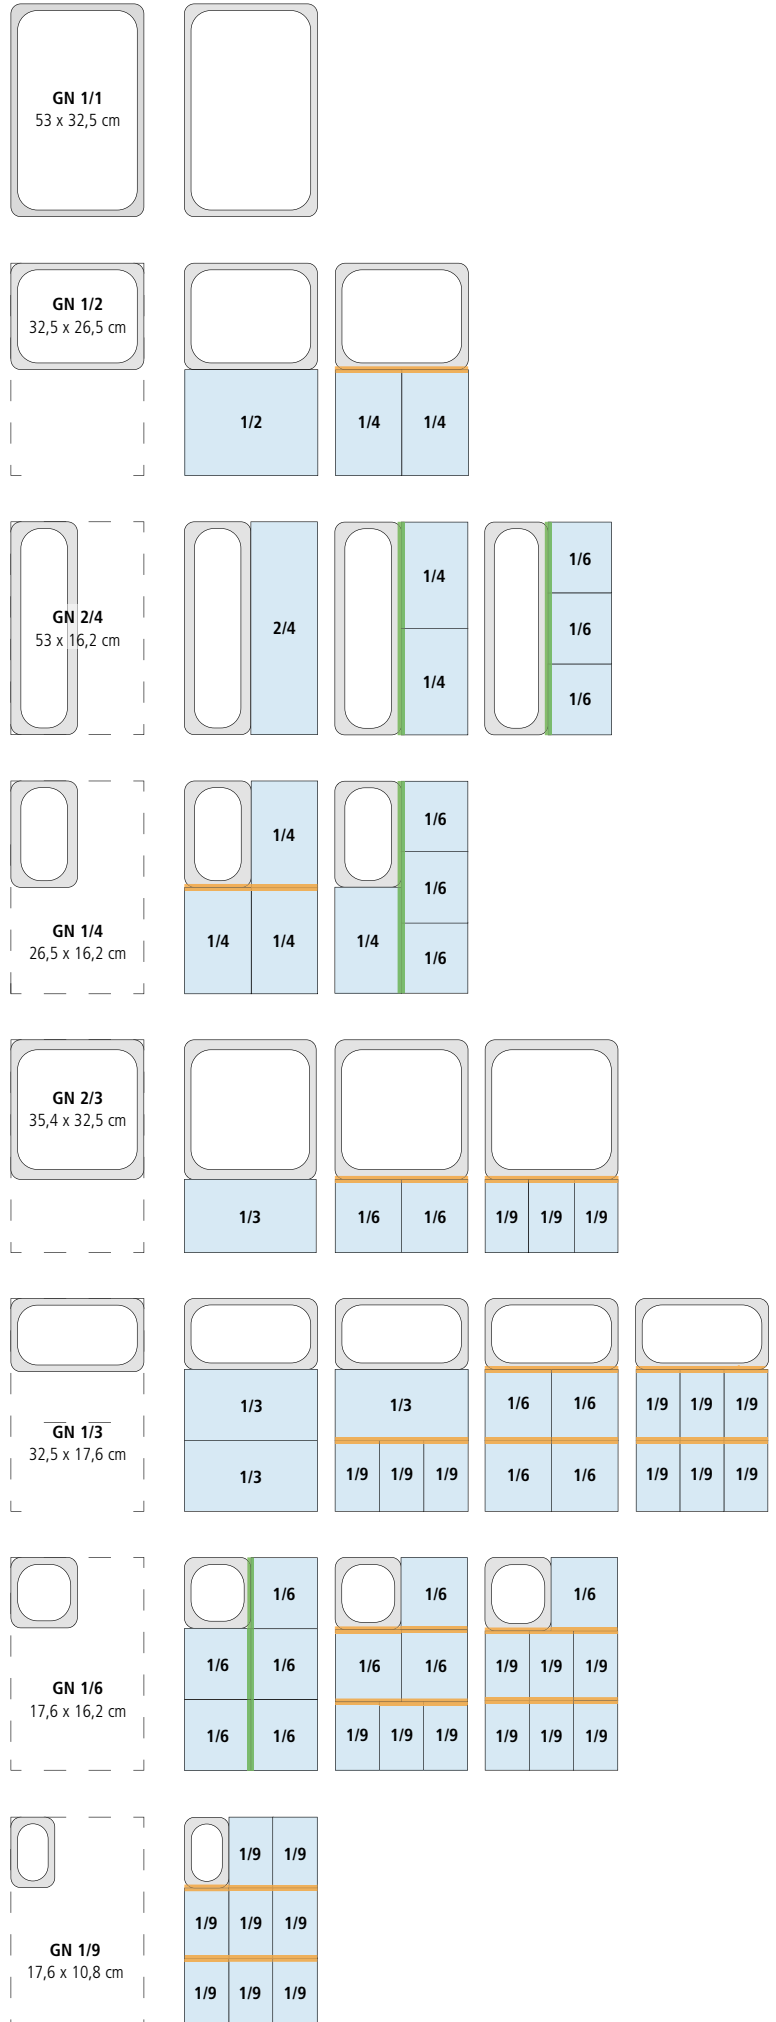 GN 1/1
53 x 32,5 cm
GN 1/2
32,5 x 26,5 cm
1/2
1/4 1/4
GN 2/4
53 x 16,2 cm
2/4
1/4
1/4
1/6
1/6
1/6
GN 1/4
26,5 x 16,2 cm
1/4
1/4 1/4
1/4
1/6
1/6
1/6
GN 2/3
35,4 x 32,5 cm
1/3
1/6 1/6
1/9 1/9 1/9
GN 1/3
32,5 x 17,6 cm
1/3
1/3
1/3
1/9 1/9 1/9
1/6 1/6
1/6 1/6
1/9 1/9 1/9
1/9 1/9 1/9
GN 1/6
17,6 x 16,2 cm
1/6
1/6 1/6
1/6 1/6
1/6
1/6 1/6
1/9 1/9 1/9
1/6
1/9 1/9 1/9
1/9 1/9 1/9
GN 1/9
17,6 x 10,8 cm
1/9 1/9
1/9 1/9 1/9
1/9 1/9 1/9